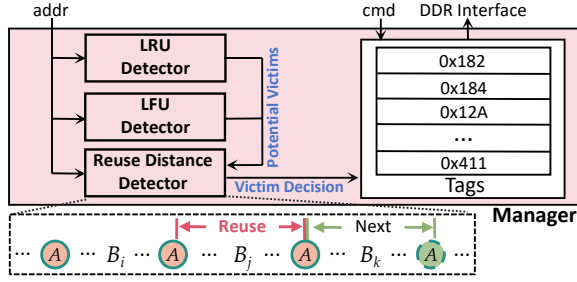 addr
cmd
DDR Interface
LRU
Detector
LFU
Detector
Reuse Distance
Detector
Potential Victims
Victim Decision
0x182
0x184
0x12A
...
0x411
Tags
Manager
Reuse
Next
... A ... B_i ... A ... B_j ... A ... B_k ... A ...